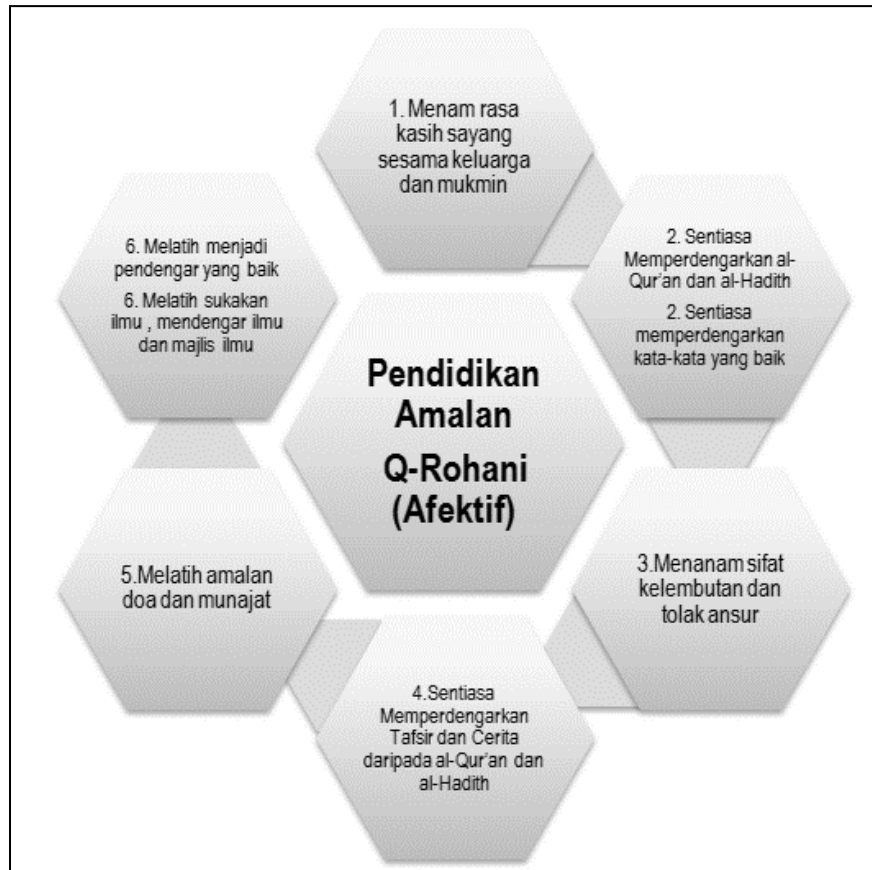 1. Menam rasa
kasih sayang
sesama keluarga
dan mukmin
2. Sentiasa
Memperdengarkan al-
Qur'an dan al-Hadith
2. Sentiasa
memperdengarkan
kata-kata yang baik
3.Menanam sifat
kelembutan dan
tolak ansur
4.Sentiasa
Memperdengarkan
Tafsir dan Cerita
daripada al-Qur'an dan
al-Hadith
5.Melatih amalan
doa dan munajat
6. Melatih menjadi
pendengar yang baik
6. Melatih sukakan
ilmu , mendengar ilmu
dan majlis ilmu
Pendidikan
Amalan
Q-Rohani
(Afektif)